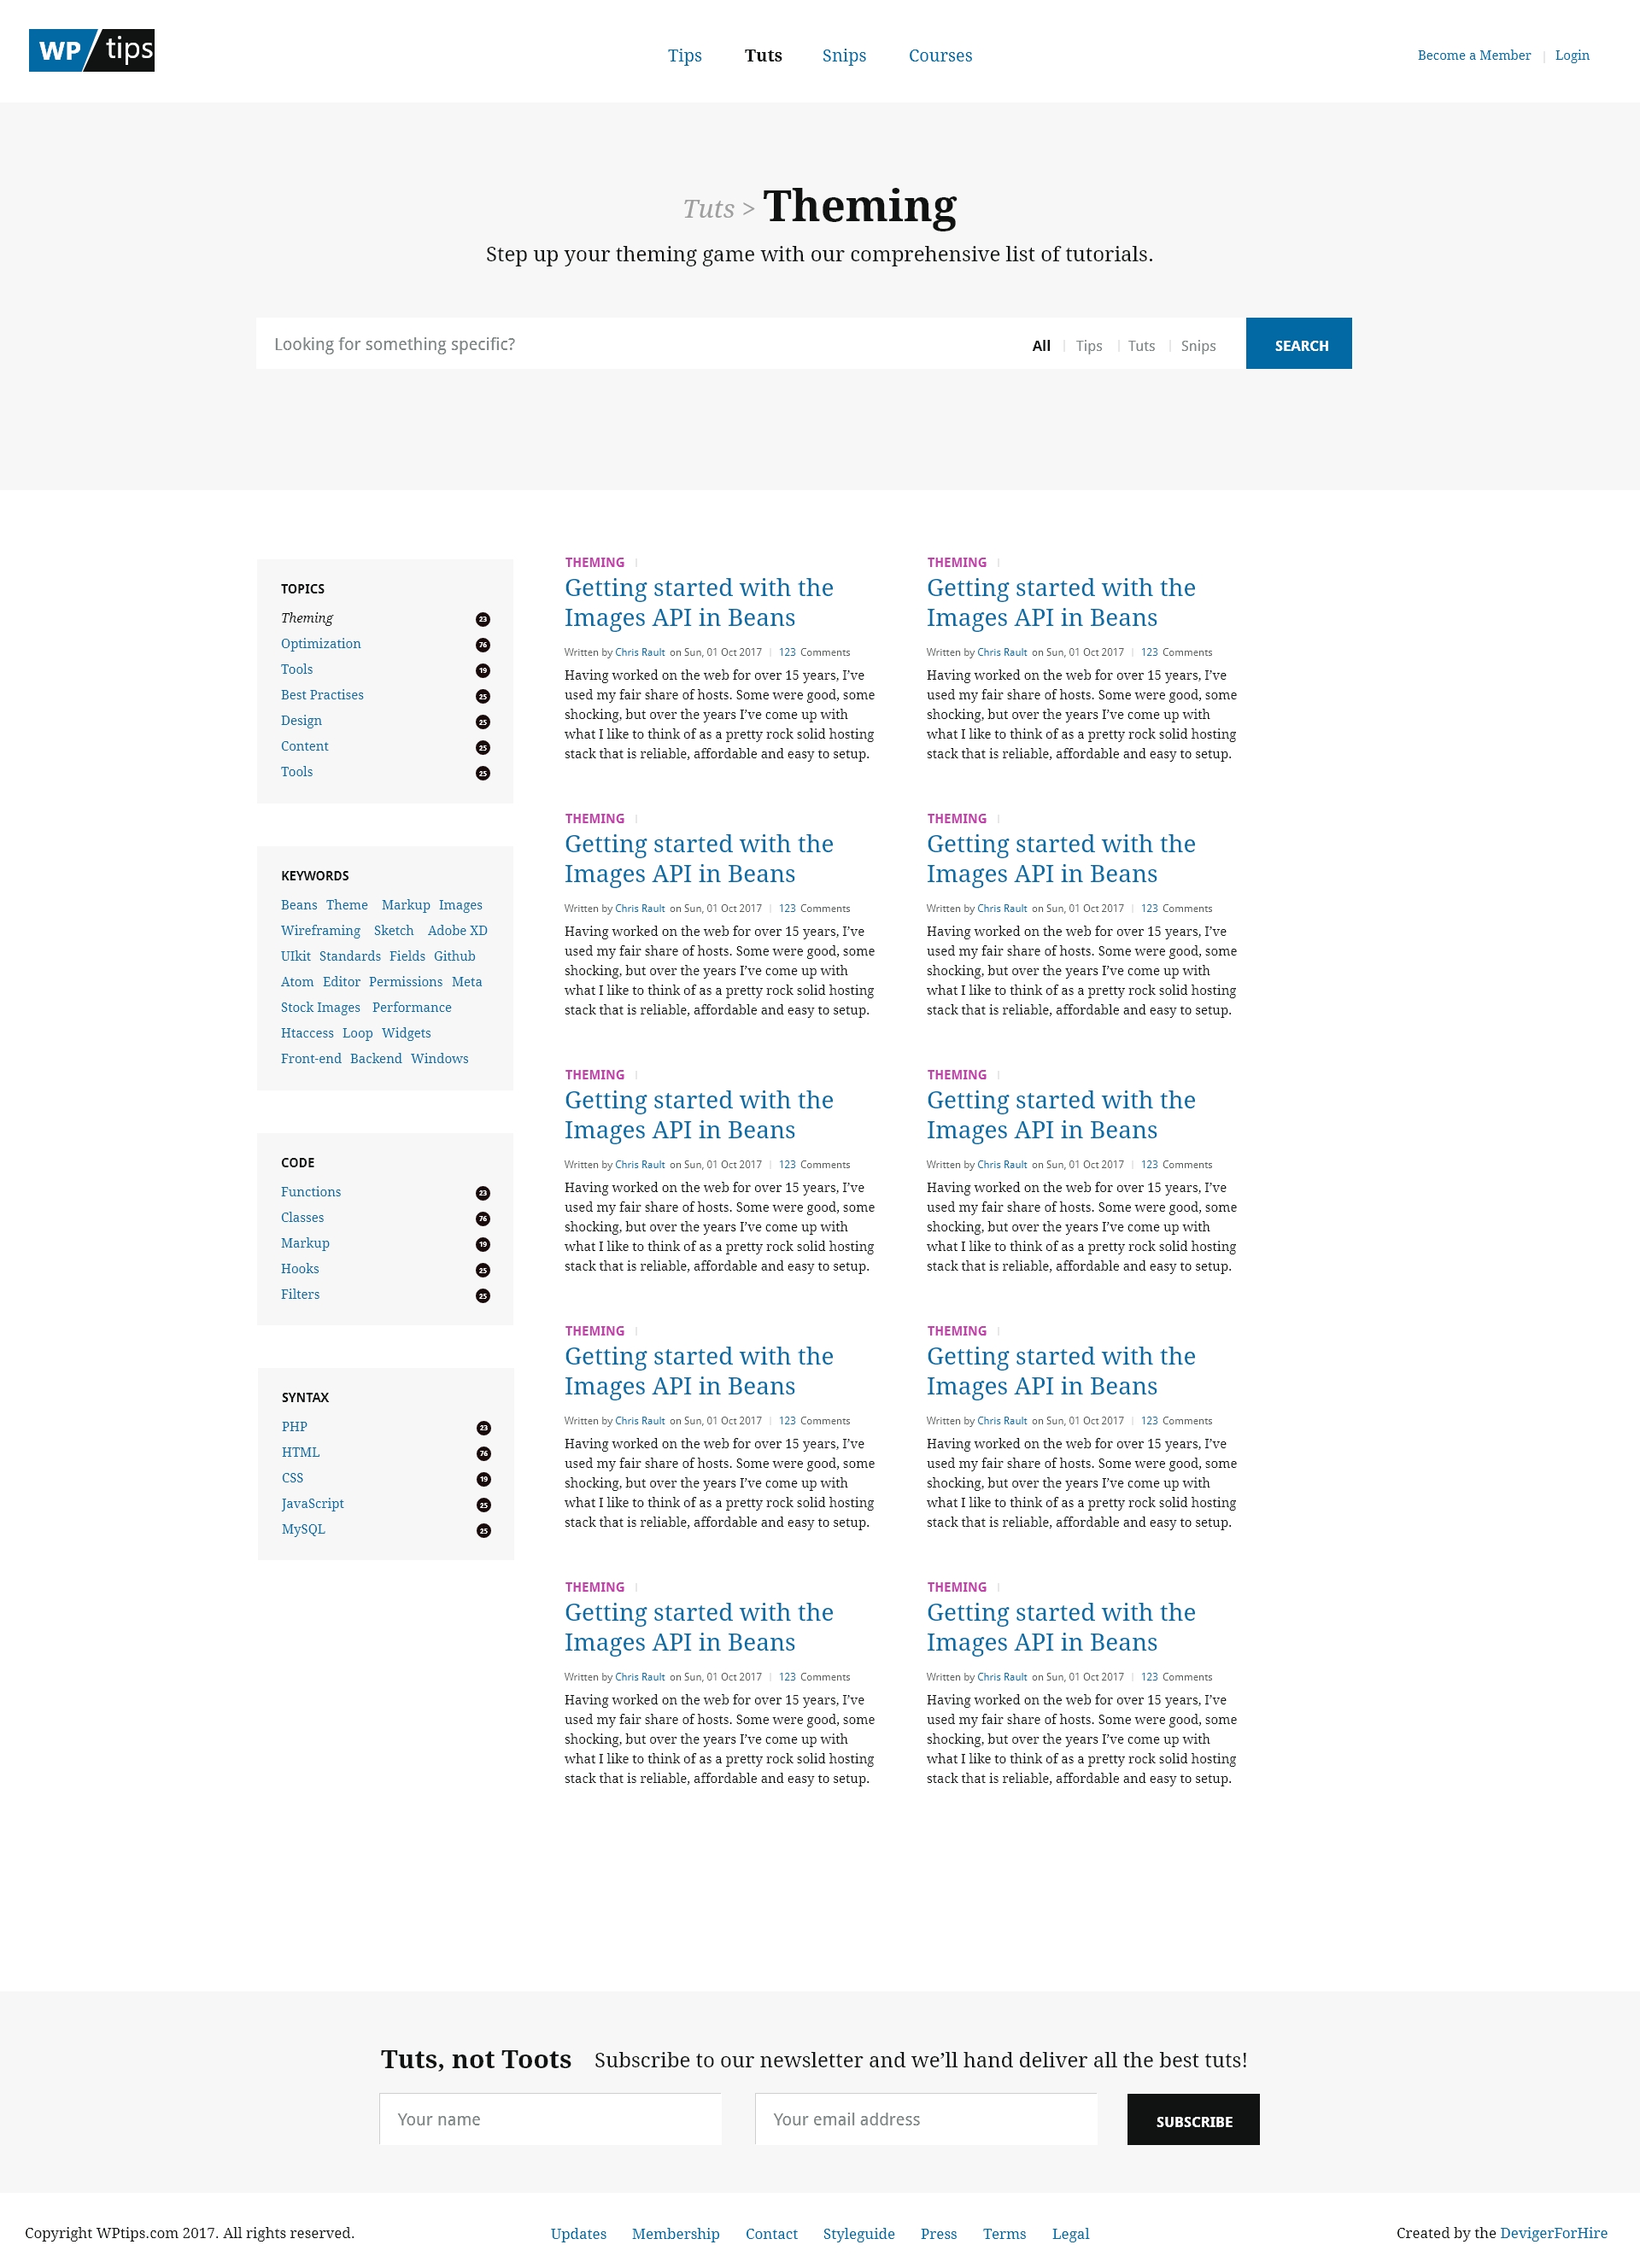 WP tips
Tips Tuts Snips Courses
Become a Member | Login
Tuts > Theming
Step up your theming game with our comprehensive list of tutorials.
Looking for something specific?
All | Tips | Tuts | Snips
SEARCH
TOPICS
Theming 23
Optimization 76
Tools 19
Best Practises 25
Design 25
Content 25
Tools 25
KEYWORDS
Beans Theme Markup Images
Wireframing Sketch Adobe XD
UIkit Standards Fields Github
Atom Editor Permissions Meta
Stock Images Performance
Htaccess Loop Widgets
Front-end Backend Windows
CODE
Functions 23
Classes 76
Markup 19
Hooks 25
Filters 25
SYNTAX
PHP 23
HTML 76
CSS 19
JavaScript 25
MySQL 25
THEMING |
Getting started with the
Images API in Beans
Written by Chris Rault on Sun, 01 Oct 2017 | 123 Comments
Having worked on the web for over 15 years, I’ve
used my fair share of hosts. Some were good, some
shocking, but over the years I’ve come up with
what I like to think of as a pretty rock solid hosting
stack that is reliable, affordable and easy to setup.
THEMING |
Getting started with the
Images API in Beans
Written by Chris Rault on Sun, 01 Oct 2017 | 123 Comments
Having worked on the web for over 15 years, I’ve
used my fair share of hosts. Some were good, some
shocking, but over the years I’ve come up with
what I like to think of as a pretty rock solid hosting
stack that is reliable, affordable and easy to setup.
THEMING |
Getting started with the
Images API in Beans
Written by Chris Rault on Sun, 01 Oct 2017 | 123 Comments
Having worked on the web for over 15 years, I’ve
used my fair share of hosts. Some were good, some
shocking, but over the years I’ve come up with
what I like to think of as a pretty rock solid hosting
stack that is reliable, affordable and easy to setup.
THEMING |
Getting started with the
Images API in Beans
Written by Chris Rault on Sun, 01 Oct 2017 | 123 Comments
Having worked on the web for over 15 years, I’ve
used my fair share of hosts. Some were good, some
shocking, but over the years I’ve come up with
what I like to think of as a pretty rock solid hosting
stack that is reliable, affordable and easy to setup.
THEMING |
Getting started with the
Images API in Beans
Written by Chris Rault on Sun, 01 Oct 2017 | 123 Comments
Having worked on the web for over 15 years, I’ve
used my fair share of hosts. Some were good, some
shocking, but over the years I’ve come up with
what I like to think of as a pretty rock solid hosting
stack that is reliable, affordable and easy to setup.
THEMING |
Getting started with the
Images API in Beans
Written by Chris Rault on Sun, 01 Oct 2017 | 123 Comments
Having worked on the web for over 15 years, I’ve
used my fair share of hosts. Some were good, some
shocking, but over the years I’ve come up with
what I like to think of as a pretty rock solid hosting
stack that is reliable, affordable and easy to setup.
THEMING |
Getting started with the
Images API in Beans
Written by Chris Rault on Sun, 01 Oct 2017 | 123 Comments
Having worked on the web for over 15 years, I’ve
used my fair share of hosts. Some were good, some
shocking, but over the years I’ve come up with
what I like to think of as a pretty rock solid hosting
stack that is reliable, affordable and easy to setup.
THEMING |
Getting started with the
Images API in Beans
Written by Chris Rault on Sun, 01 Oct 2017 | 123 Comments
Having worked on the web for over 15 years, I’ve
used my fair share of hosts. Some were good, some
shocking, but over the years I’ve come up with
what I like to think of as a pretty rock solid hosting
stack that is reliable, affordable and easy to setup.
THEMING |
Getting started with the
Images API in Beans
Written by Chris Rault on Sun, 01 Oct 2017 | 123 Comments
Having worked on the web for over 15 years, I’ve
used my fair share of hosts. Some were good, some
shocking, but over the years I’ve come up with
what I like to think of as a pretty rock solid hosting
stack that is reliable, affordable and easy to setup.
THEMING |
Getting started with the
Images API in Beans
Written by Chris Rault on Sun, 01 Oct 2017 | 123 Comments
Having worked on the web for over 15 years, I’ve
used my fair share of hosts. Some were good, some
shocking, but over the years I’ve come up with
what I like to think of as a pretty rock solid hosting
stack that is reliable, affordable and easy to setup.
Tuts, not Toots Subscribe to our newsletter and we’ll hand deliver all the best tuts!
Your name
Your email address
SUBSCRIBE
Copyright WPtips.com 2017. All rights reserved.
Updates Membership Contact Styleguide Press Terms Legal
Created by the DevigerForHire